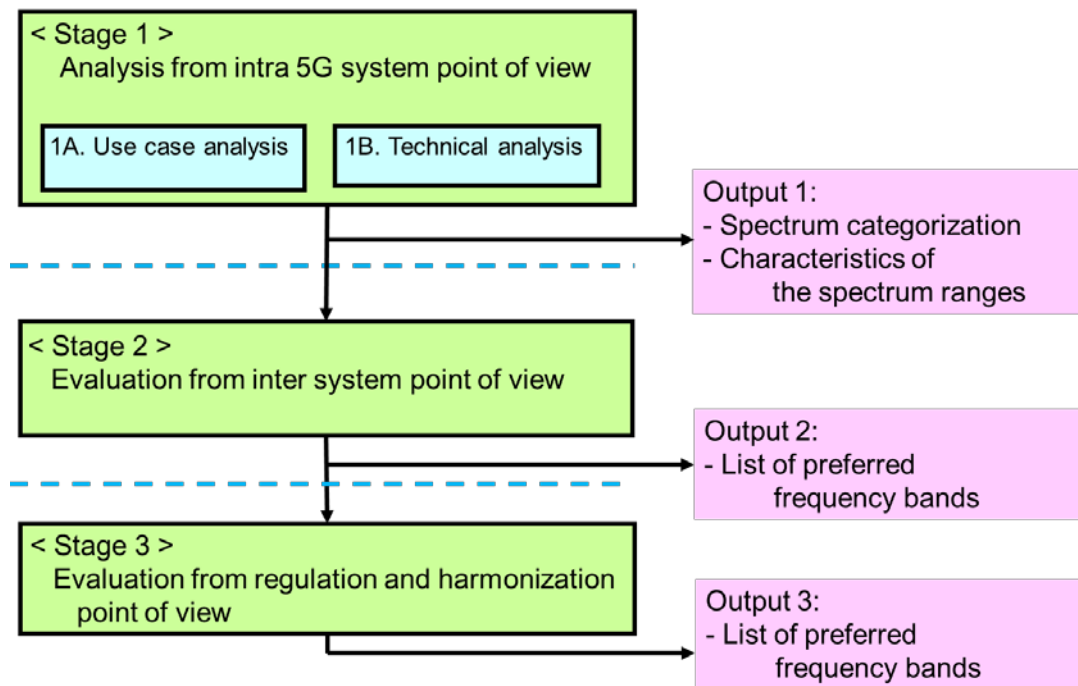 < Stage 1 >
Analysis from intra 5G system point of view
1A. Use case analysis
1B. Technical analysis
Output 1:
- Spectrum categorization
- Characteristics of
the spectrum ranges
< Stage 2 >
Evaluation from inter system point of view
Output 2:
- List of preferred
frequency bands
< Stage 3 >
Evaluation from regulation and harmonization
point of view
Output 3:
- List of preferred
frequency bands